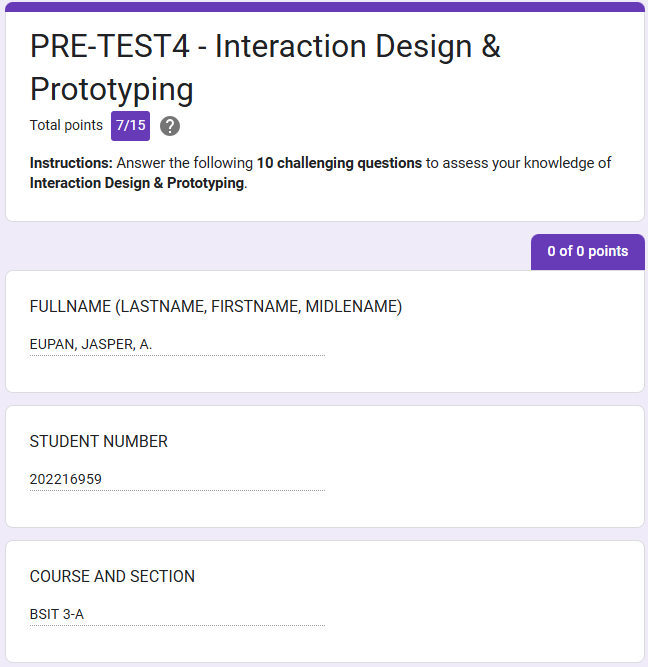 PRE-TEST4 - Interaction Design &
Prototyping
Total points 7/15 ?
Instructions: Answer the following 10 challenging questions to assess your knowledge of
Interaction Design & Prototyping.
0 of 0 points
FULLNAME (LASTNAME, FIRSTNAME, MIDLENAME)
EUPAN, JASPER, A.
STUDENT NUMBER
202216959
COURSE AND SECTION
BSIT 3-A